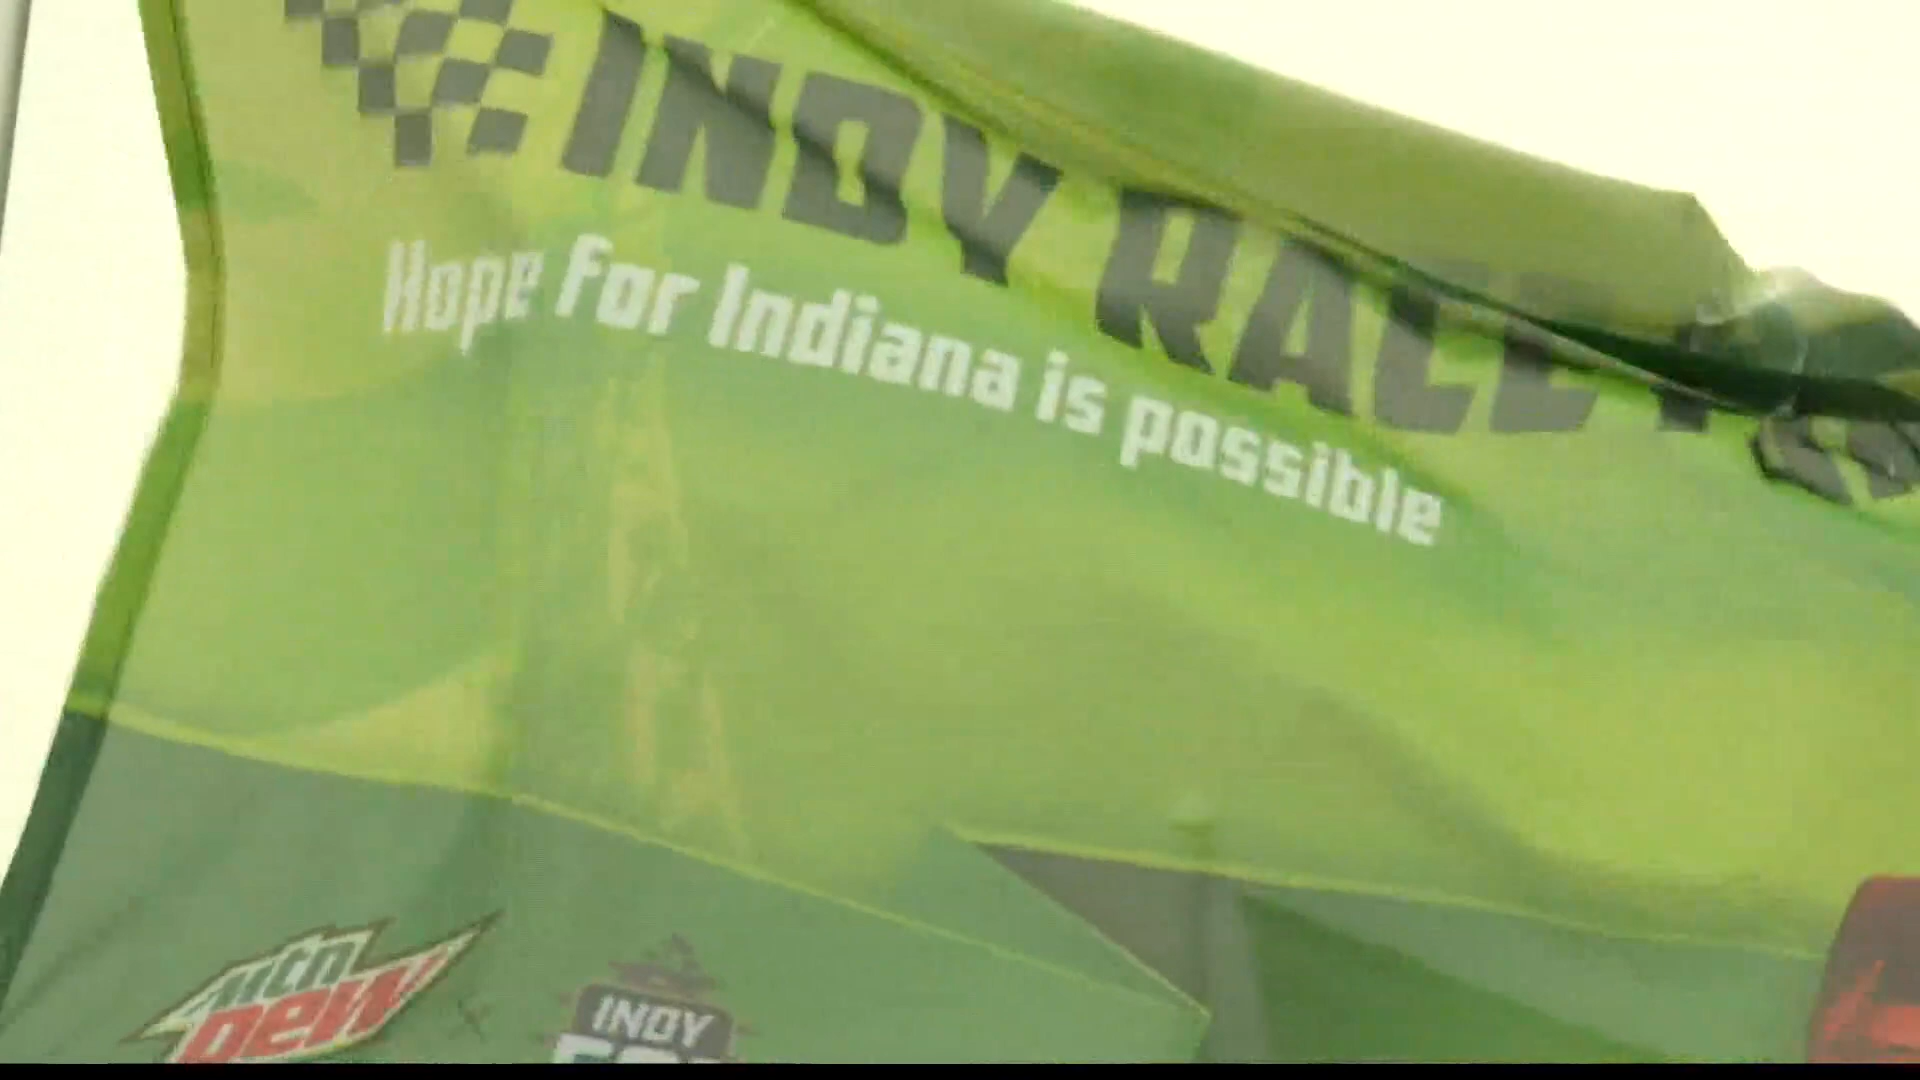 INDY RACE
Hope for Indiana is possible
mtn
Dew
INDY